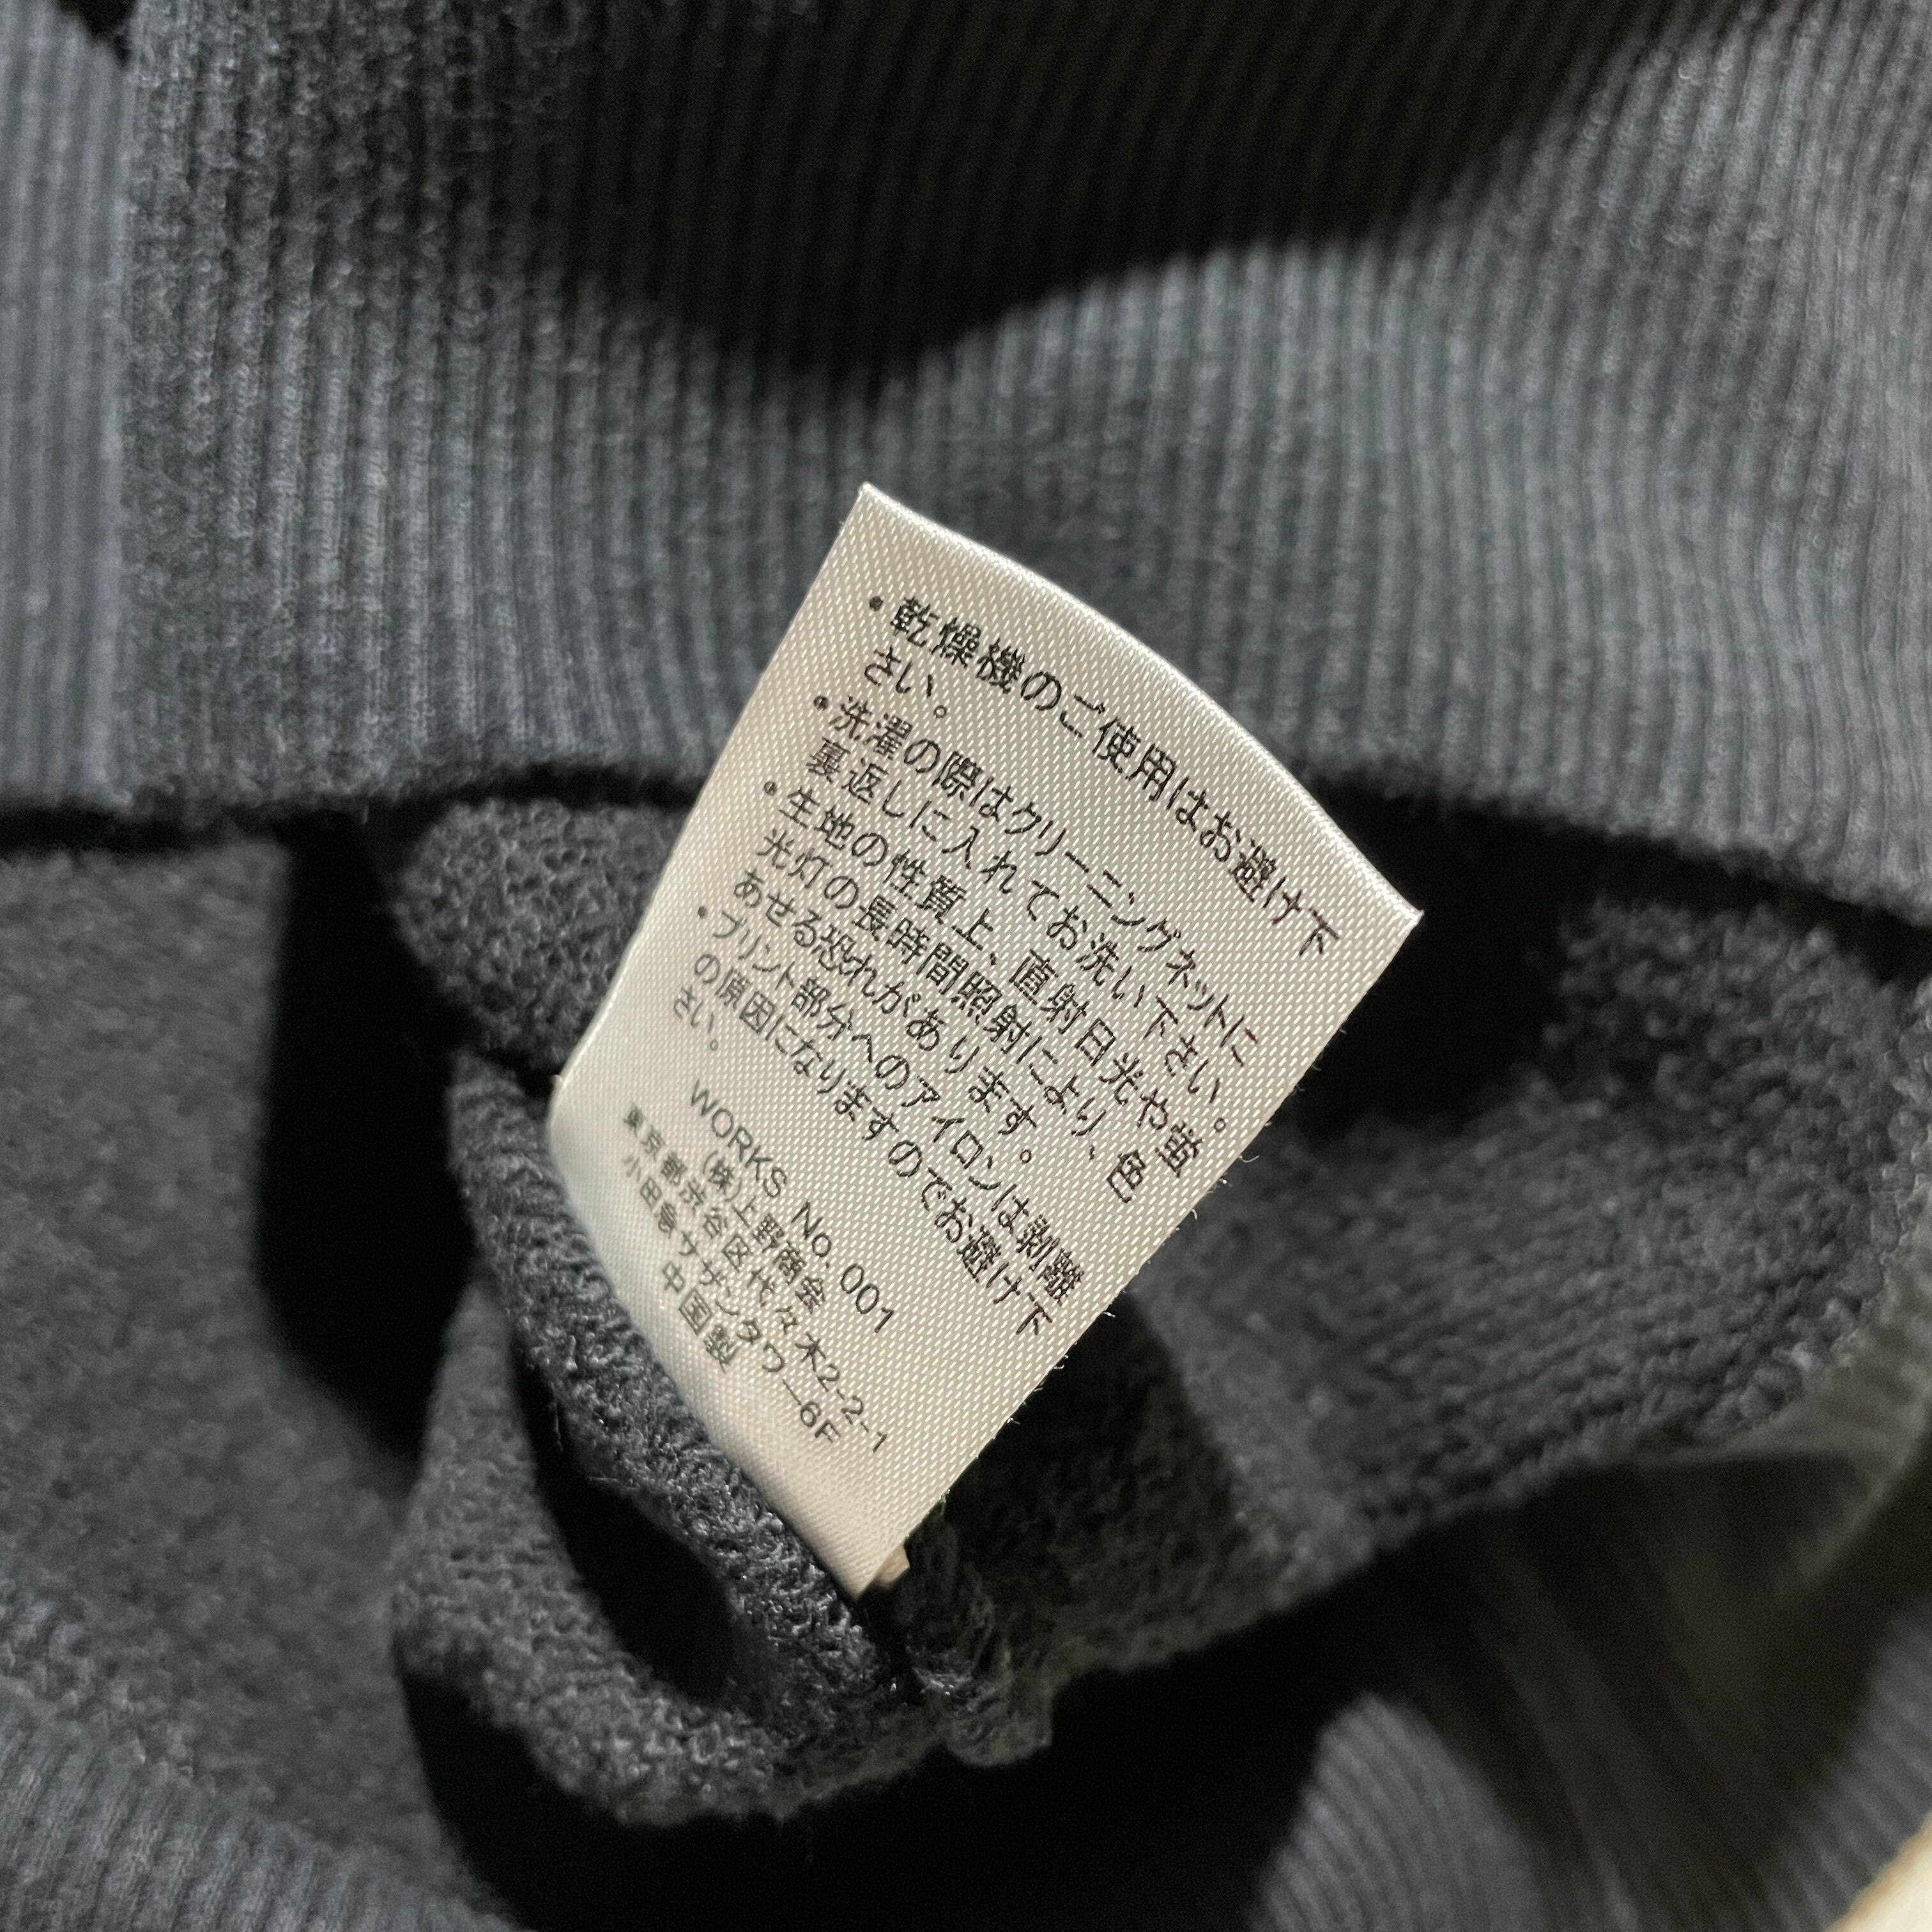 ・乾燥機のご使用はお避け下
さい。
・洗濯の際はクリーニングネットに
裏返しに入れてお洗い下さい。
・生地の性質上、直射日光や蛍
光灯の長時間照射により、色
あせる恐れがあります。
・プリント部分へのアイロンは剥離
の原因になりますのでお避け下
さい。
WORKS No. 001
(株)上野商会
東京都渋谷区代々木2-2-1
小田急サザンタワー6F
中国製